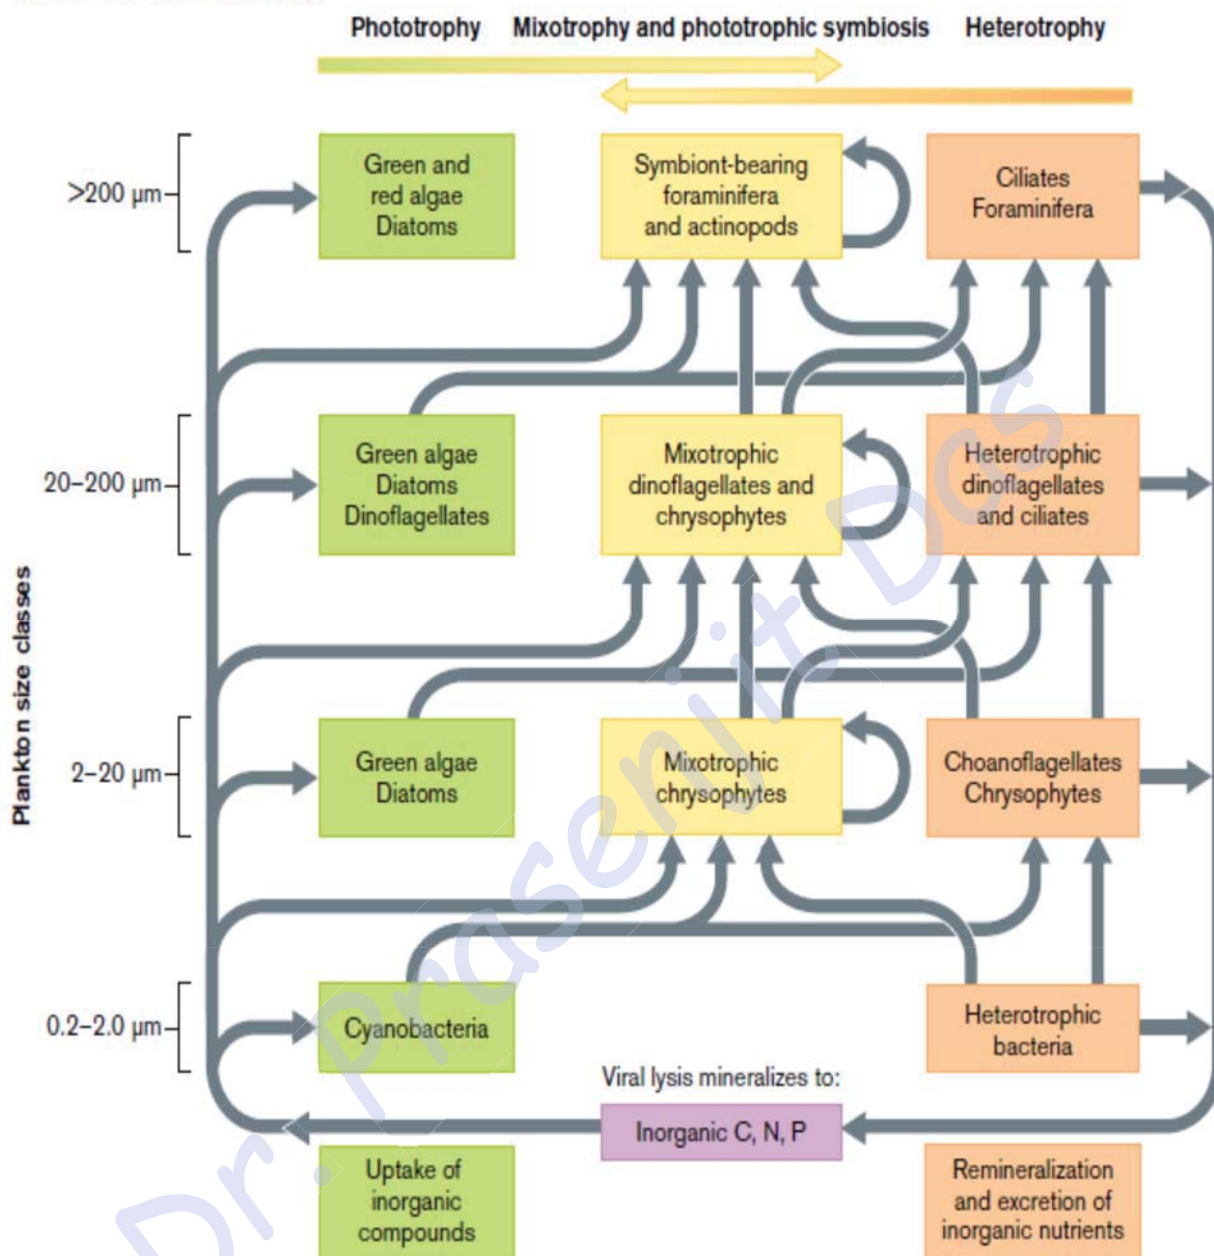 Phototrophy
Mixotrophy and phototrophic symbiosis
Heterotrophy
Plankton size classes
>200 µm
Green and
red algae
Diatoms
Symbiont-bearing
foraminifera
and actinopods
Ciliates
Foraminifera
20–200 µm
Green algae
Diatoms
Dinoflagellates
Mixotrophic
dinoflagellates and
chrysophytes
Heterotrophic
dinoflagellates
and ciliates
2–20 µm
Green algae
Diatoms
Mixotrophic
chrysophytes
Choanoflagellates
Chrysophytes
0.2–2.0 µm
Cyanobacteria
Heterotrophic
bacteria
Viral lysis mineralizes to:
Inorganic C, N, P
Uptake of
inorganic
compounds
Remineralization
and excretion of
inorganic nutrients
Dr. Prasenjit Das